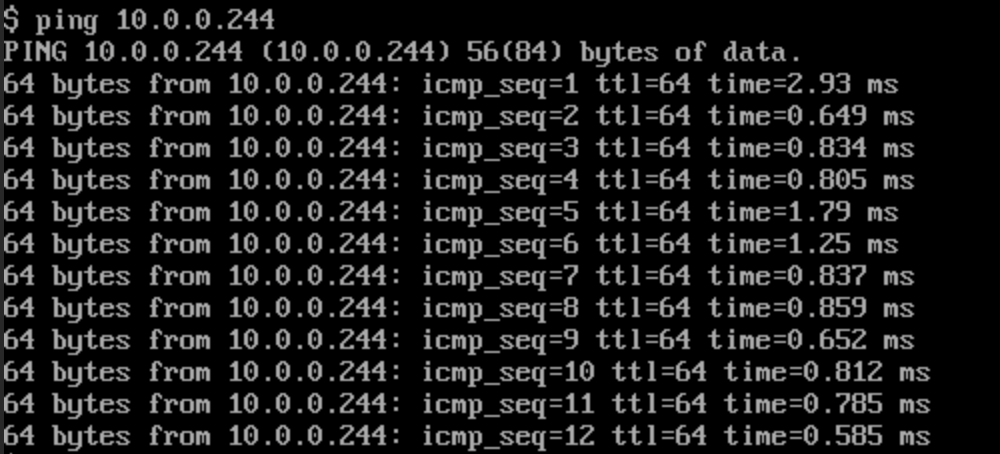 $ ping 10.0.0.244
PING 10.0.0.244 (10.0.0.244) 56(84) bytes of data.
64 bytes from 10.0.0.244: icmp_seq=1 ttl=64 time=2.93 ms
64 bytes from 10.0.0.244: icmp_seq=2 ttl=64 time=0.649 ms
64 bytes from 10.0.0.244: icmp_seq=3 ttl=64 time=0.834 ms
64 bytes from 10.0.0.244: icmp_seq=4 ttl=64 time=0.805 ms
64 bytes from 10.0.0.244: icmp_seq=5 ttl=64 time=1.79 ms
64 bytes from 10.0.0.244: icmp_seq=6 ttl=64 time=1.25 ms
64 bytes from 10.0.0.244: icmp_seq=7 ttl=64 time=0.837 ms
64 bytes from 10.0.0.244: icmp_seq=8 ttl=64 time=0.859 ms
64 bytes from 10.0.0.244: icmp_seq=9 ttl=64 time=0.652 ms
64 bytes from 10.0.0.244: icmp_seq=10 ttl=64 time=0.812 ms
64 bytes from 10.0.0.244: icmp_seq=11 ttl=64 time=0.785 ms
64 bytes from 10.0.0.244: icmp_seq=12 ttl=64 time=0.585 ms